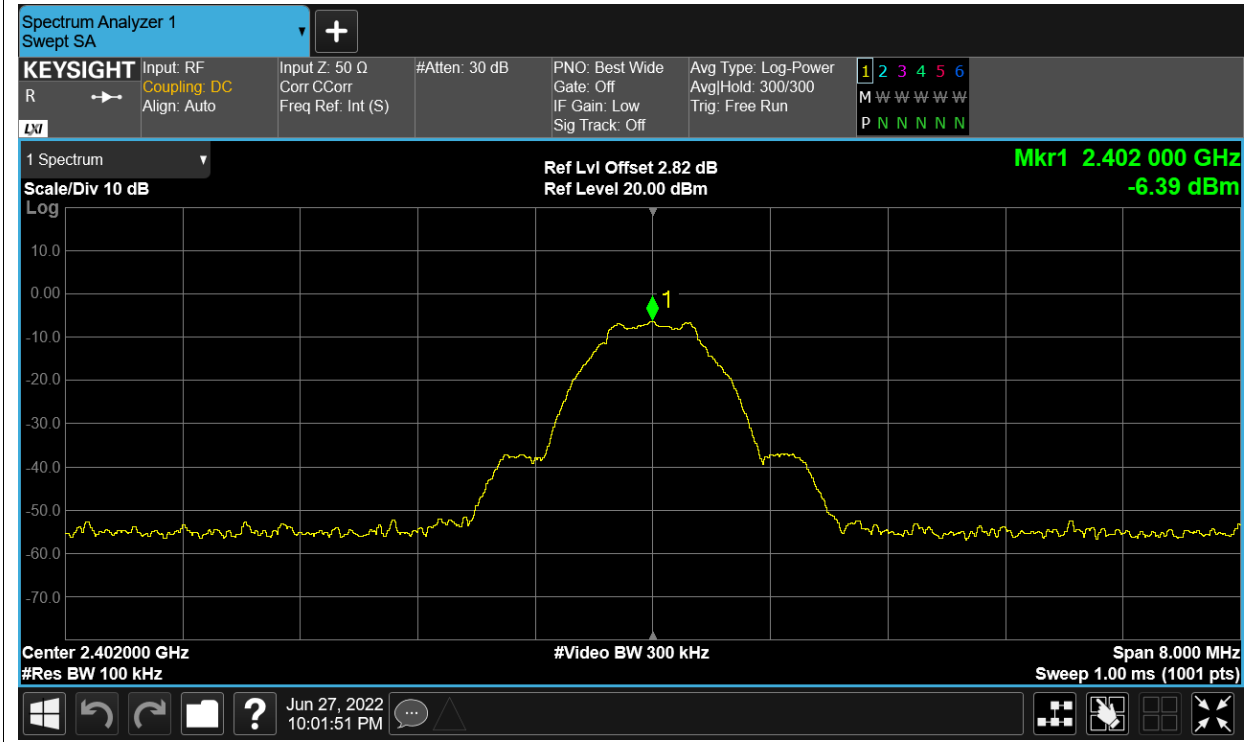 Spectrum Analyzer 1
Swept SA
KEYSIGHT
R
LXI
Input: RF
Coupling: DC
Align: Auto
Input Z: 50 Ω
Corr CCorr
Freq Ref: Int (S)
#Atten: 30 dB
PNO: Best Wide
Gate: Off
IF Gain: Low
Sig Track: Off
Avg Type: Log-Power
Avg|Hold: 300/300
Trig: Free Run
1 2 3 4 5 6
M W W W W W
P N N N N N
1 Spectrum
Scale/Div 10 dB
Log
Ref Lvl Offset 2.82 dB
Ref Level 20.00 dBm
Mkr1 2.402 000 GHz
-6.39 dBm
10.0
0.00
1
-10.0
-20.0
-30.0
-40.0
-50.0
-60.0
-70.0
Center 2.402000 GHz
#Res BW 100 kHz
#Video BW 300 kHz
Span 8.000 MHz
Sweep 1.00 ms (1001 pts)
?
Jun 27, 2022
10:01:51 PM